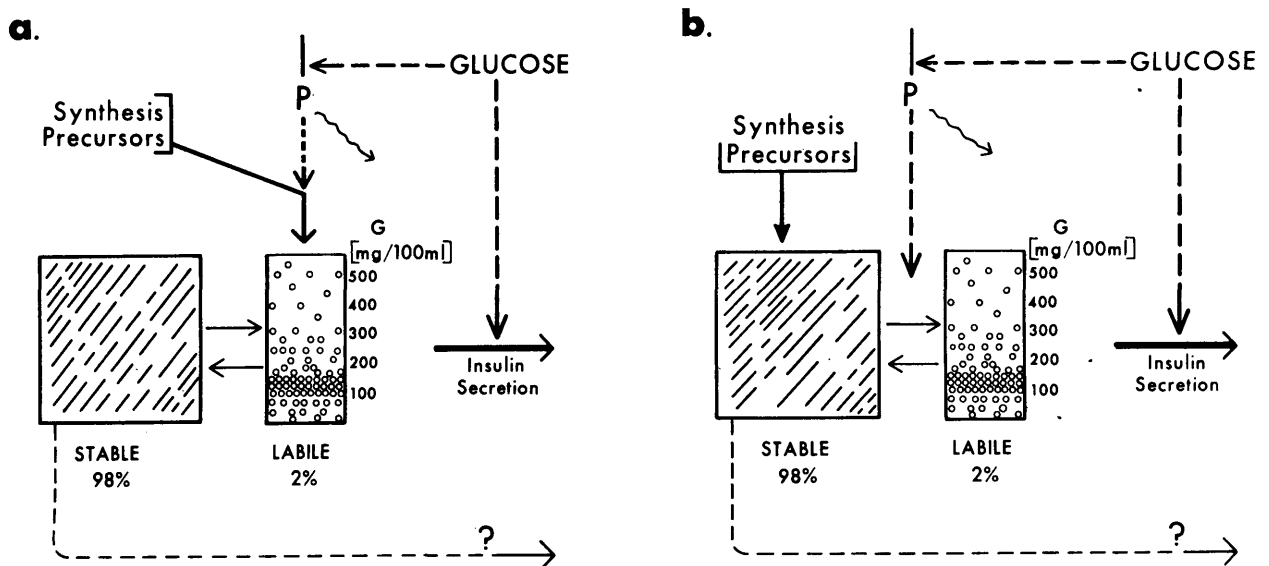 a.
GLUCOSE
P
Synthesis
Precursors
G
[mg/100ml]
500
400
300
200
100
Insulin
Secretion
STABLE
98%
LABILE
2%
?
b.
GLUCOSE
P
Synthesis
Precursors
G
[mg/100ml]
500
400
300
200
100
Insulin
Secretion
STABLE
98%
LABILE
2%
?